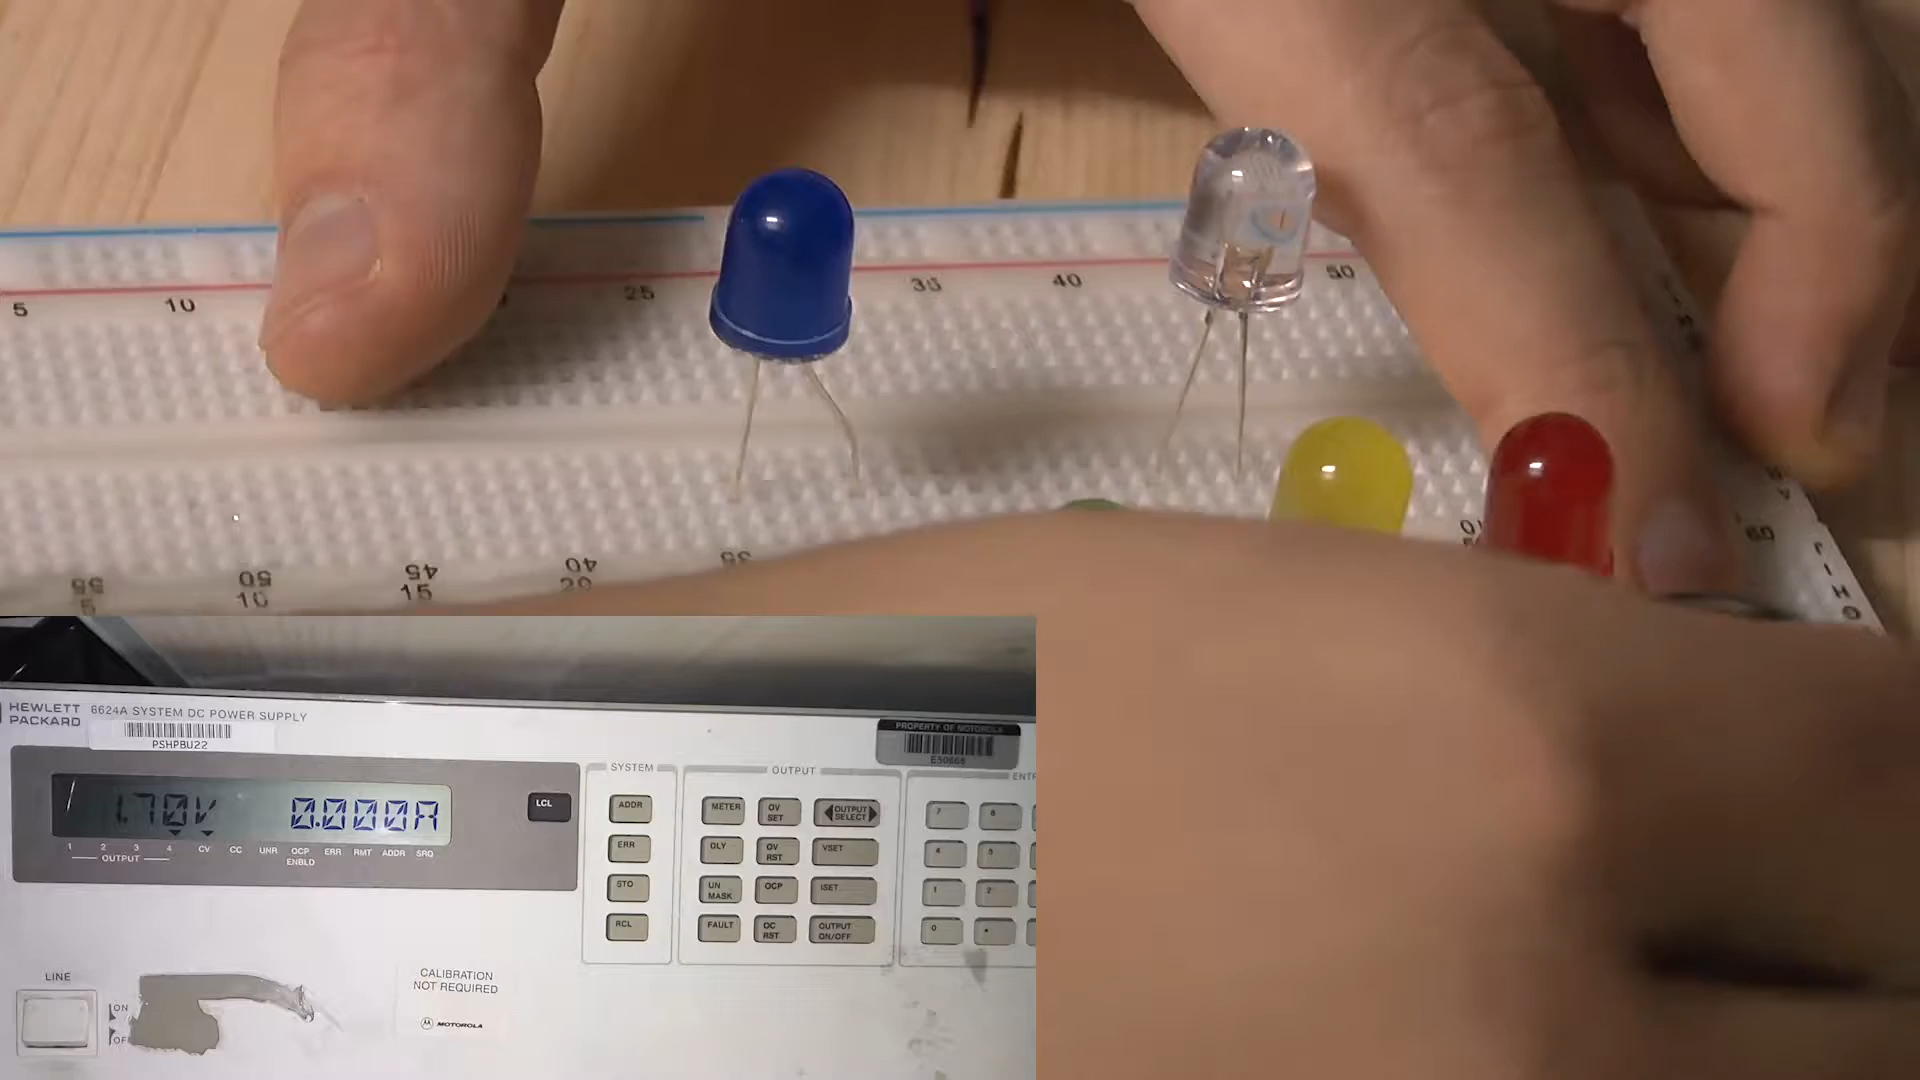 5
10
25
30
40
50
60
J
I
H
55
50
45
40
35
5
10
15
20
HEWLETT
PACKARD
6624A SYSTEM DC POWER SUPPLY
PSHPBU22
PROPERTY OF MOTOROLA
1.70V 0.000A
LCL
1 2 3 4 CV CC UNR OCP ENBLD ERR RMT ADDR SRQ
OUTPUT
SYSTEM
ADDR
ERR
STO
RCL
OUTPUT
METER
OV SET
OUTPUT SELECT
DLY
OV RST
VSET
UN MASK
OCP
ISET
FAULT
OC RST
OUTPUT ON/OFF
7 8
4 5
1 2
0 .
LINE
ON
CALIBRATION
NOT REQUIRED
MOTOROLA